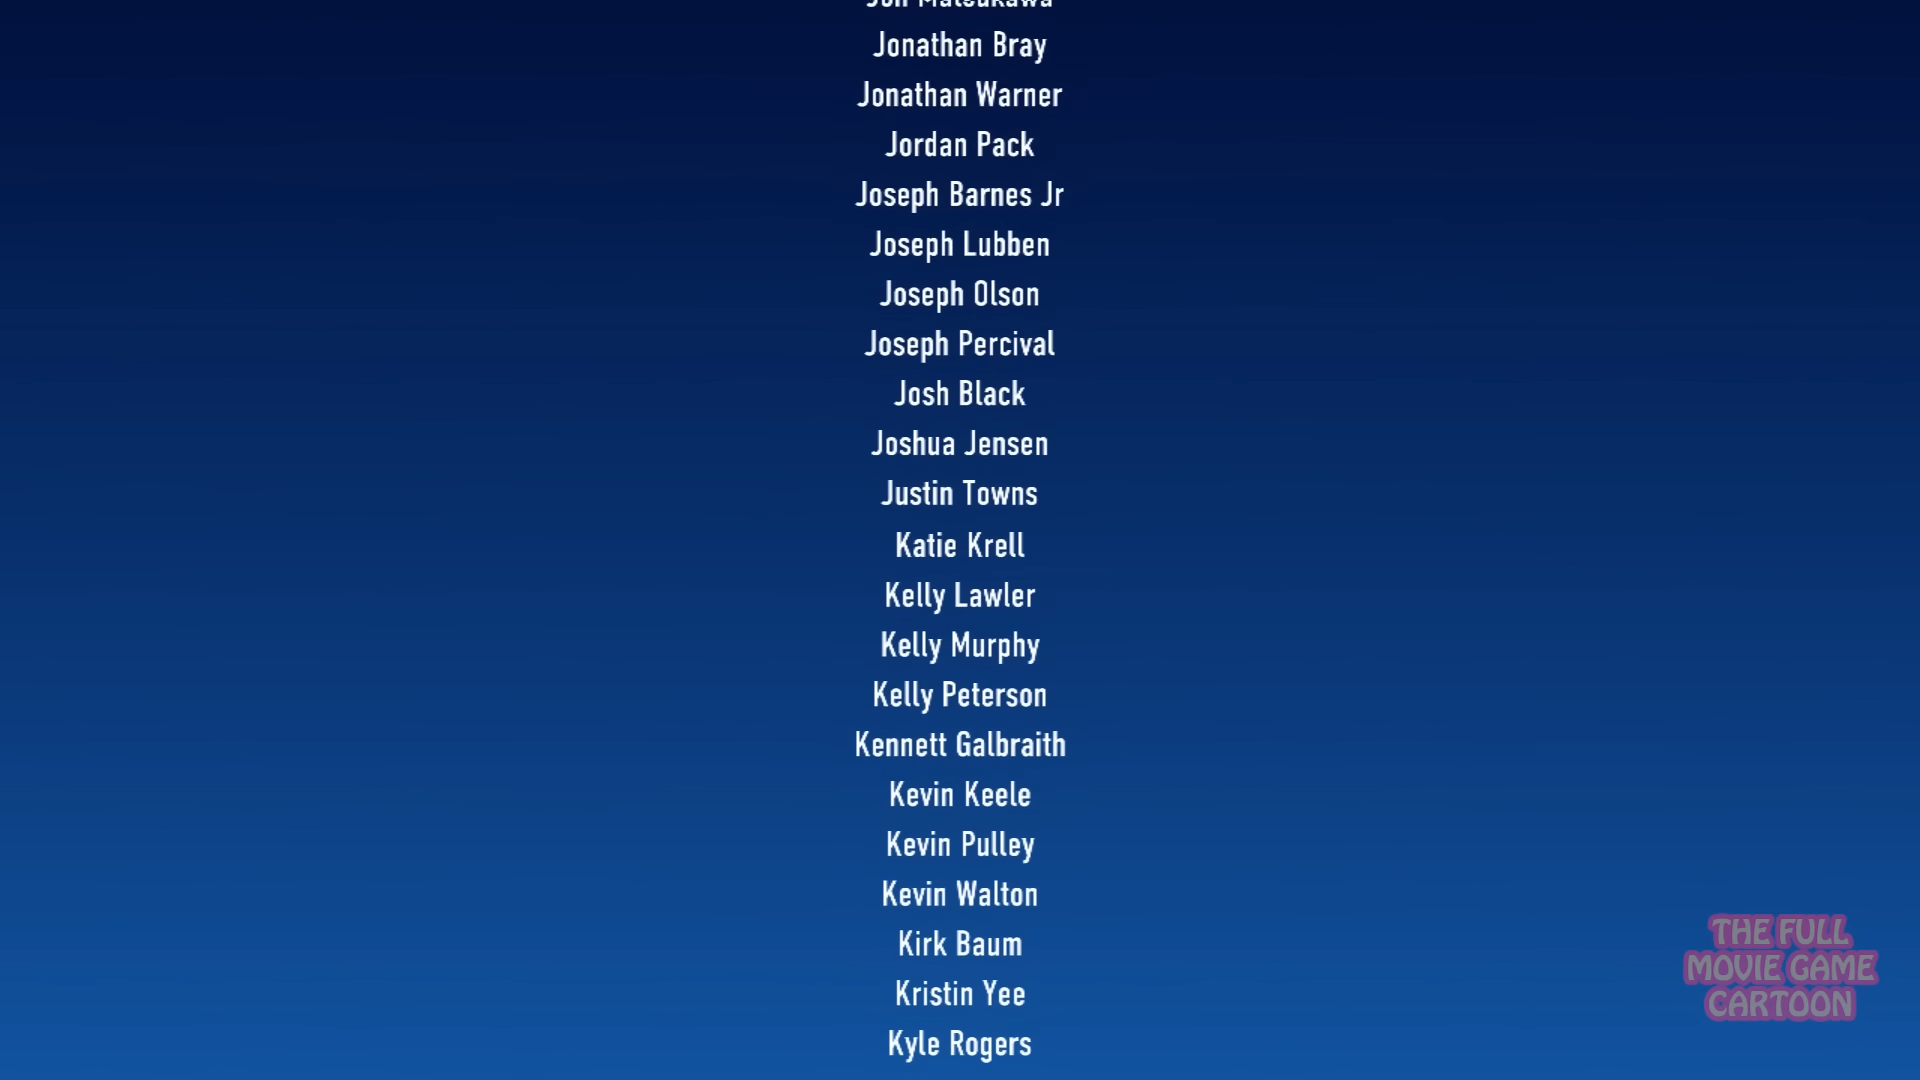 Jon Matsukawa
Jonathan Bray
Jonathan Warner
Jordan Pack
Joseph Barnes Jr
Joseph Lubben
Joseph Olson
Joseph Percival
Josh Black
Joshua Jensen
Justin Towns
Katie Krell
Kelly Lawler
Kelly Murphy
Kelly Peterson
Kennett Galbraith
Kevin Keele
Kevin Pulley
Kevin Walton
Kirk Baum
Kristin Yee
Kyle Rogers
THE FULL
MOVIE GAME
CARTOON